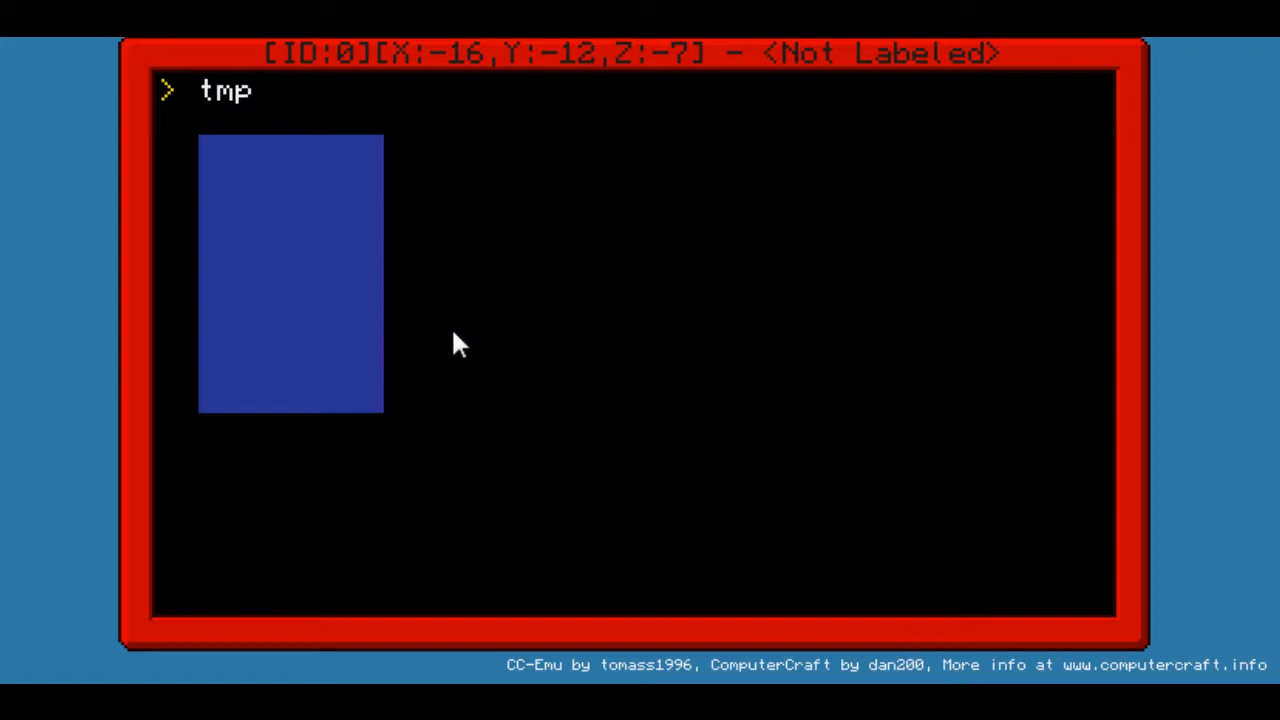 [ID:0][X:-16,Y:-12,Z:-7] - <Not Labeled>
> tmp
CC-Emu by tomass1996, ComputerCraft by dan200, More info at www.computercraft.info